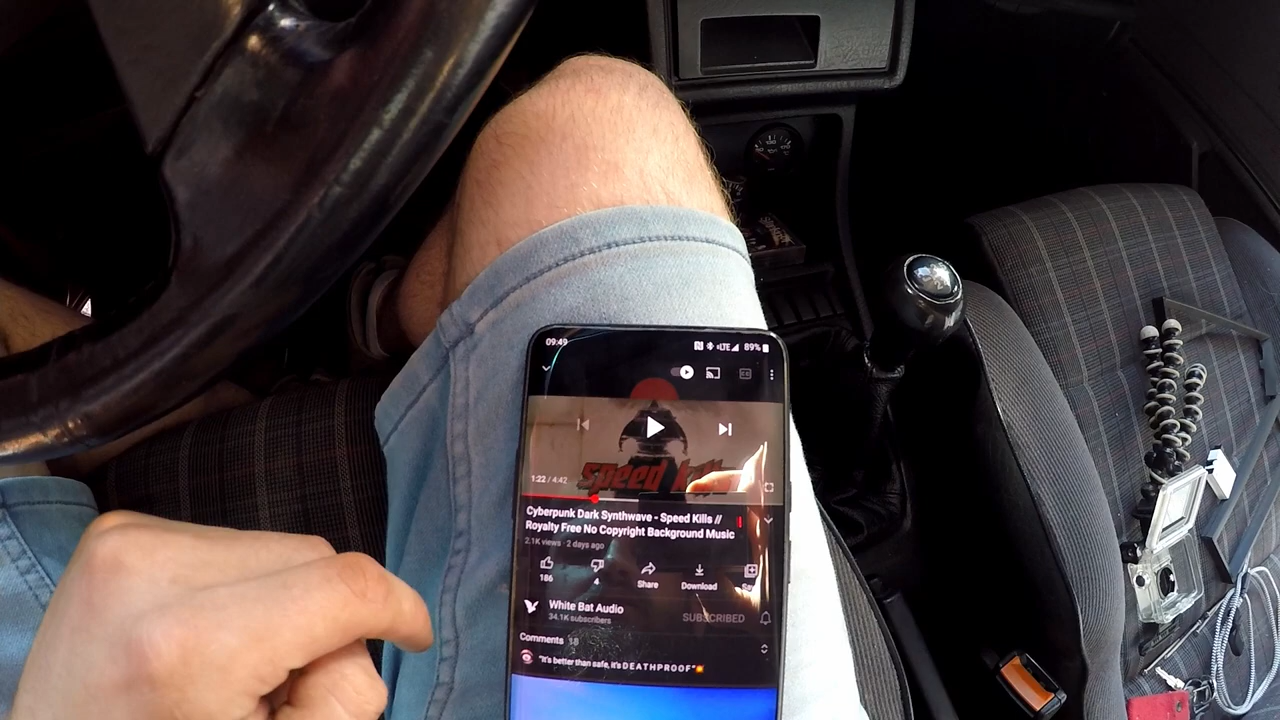 09:49
LTE 89%
speed kills
1:22 / 4:42
Cyberpunk Dark Synthwave - Speed Kills //
Royalty Free No Copyright Background Music
2.1K views · 2 days ago
186
4
Share
Download
White Bat Audio
34.1K subscribers
SUBSCRIBED
Comments 18
"It's better than safe, it's D E A T H P R O O F"